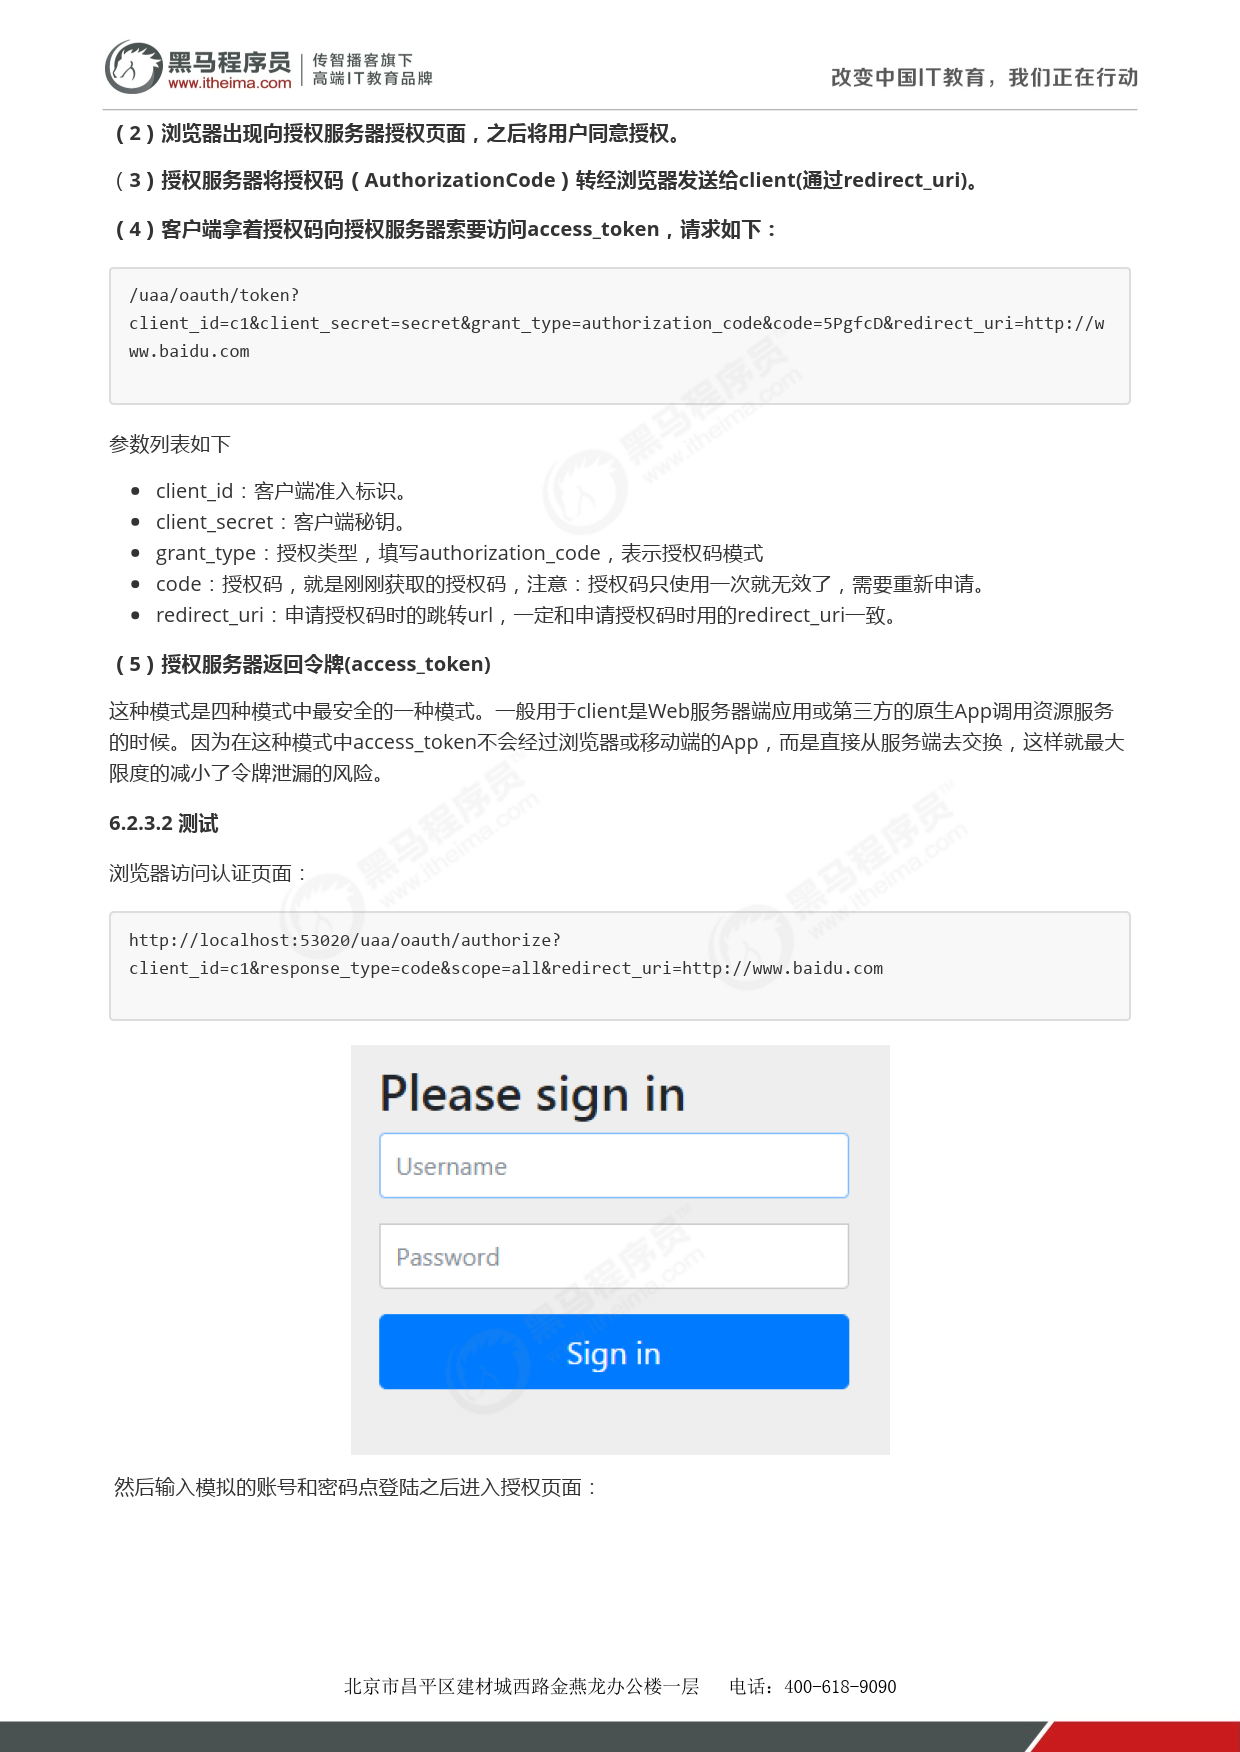 黑马程序员
www.itheima.com
传智播客旗下
高端IT教育品牌
改变中国IT教育，我们正在行动
（2）浏览器出现向授权服务器授权页面，之后将用户同意授权。
（3）授权服务器将授权码（AuthorizationCode）转经浏览器发送给client(通过redirect_uri)。
（4）客户端拿着授权码向授权服务器索要访问access_token，请求如下：
/uaa/oauth/token?
client_id=c1&client_secret=secret&grant_type=authorization_code&code=5PgfcD&redirect_uri=http://w
ww.baidu.com
参数列表如下
• client_id：客户端准入标识。
• client_secret：客户端秘钥。
• grant_type：授权类型，填写authorization_code，表示授权码模式
• code：授权码，就是刚刚获取的授权码，注意：授权码只使用一次就无效了，需要重新申请。
• redirect_uri：申请授权码时的跳转url，一定和申请授权码时用的redirect_uri一致。
（5）授权服务器返回令牌(access_token)
这种模式是四种模式中最安全的一种模式。一般用于client是Web服务器端应用或第三方的原生App调用资源服务
的时候。因为在这种模式中access_token不会经过浏览器或移动端的App，而是直接从服务端去交换，这样就最大
限度的减小了令牌泄漏的风险。
6.2.3.2 测试
浏览器访问认证页面：
http://localhost:53020/uaa/oauth/authorize?
client_id=c1&response_type=code&scope=all&redirect_uri=http://www.baidu.com
Please sign in
Username
Password
Sign in
然后输入模拟的账号和密码点登陆之后进入授权页面：
北京市昌平区建材城西路金燕龙办公楼一层 电话：400-618-9090